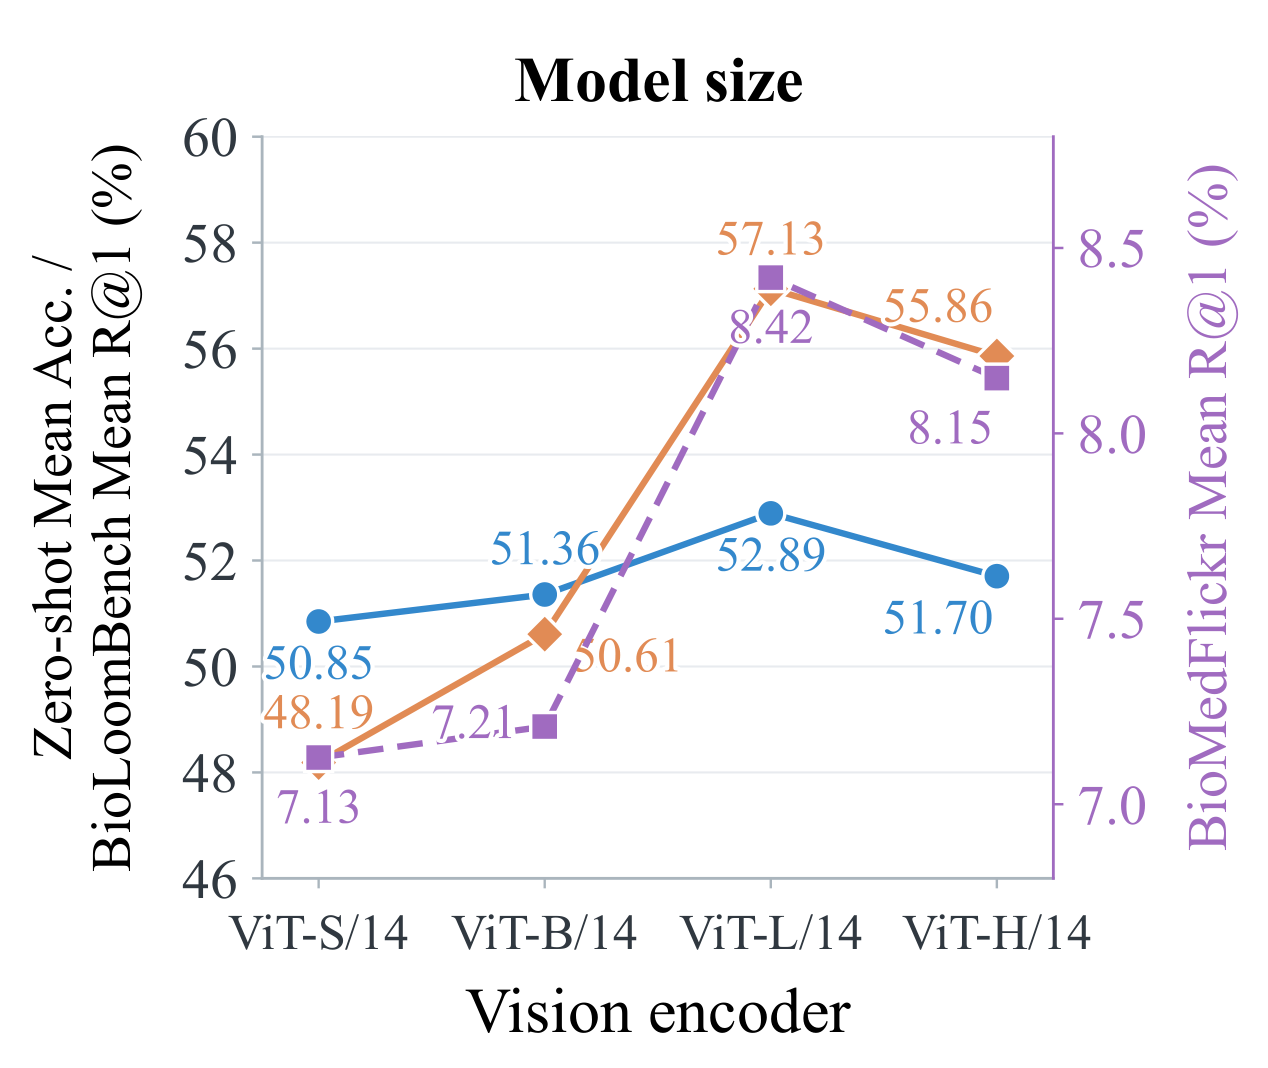 Model size
Zero-shot Mean Acc. /
BioLoomBench Mean R@1 (%)
60
58
56
54
52
50
48
46
57.13
8.42
55.86
8.15
51.36
52.89
51.70
50.85
50.61
48.19
7.21
7.13
8.5
8.0
7.5
7.0
BioMedFlickr Mean R@1 (%)
ViT-S/14
ViT-B/14
ViT-L/14
ViT-H/14
Vision encoder